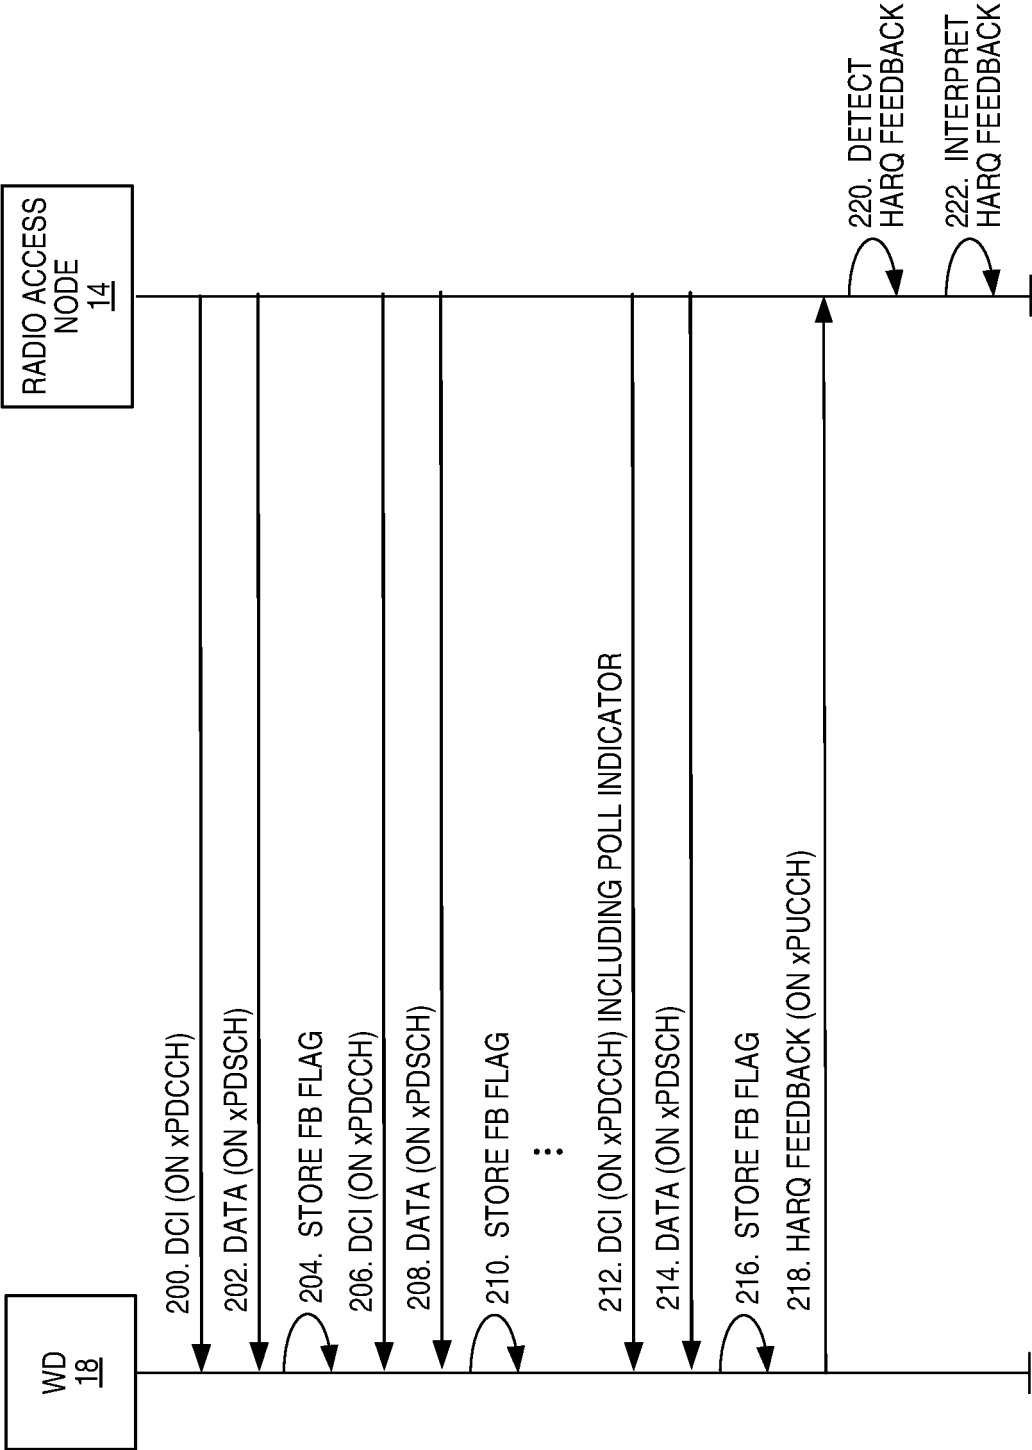 WD
18
RADIO ACCESS
NODE
14
200. DCI (ON xPDCCH)
202. DATA (ON xPDSCH)
204. STORE FB FLAG
206. DCI (ON xPDCCH)
208. DATA (ON xPDSCH)
210. STORE FB FLAG
...
212. DCI (ON xPDCCH) INCLUDING POLL INDICATOR
214. DATA (ON xPDSCH)
216. STORE FB FLAG
218. HARQ FEEDBACK (ON xPUCCH)
220. DETECT
HARQ FEEDBACK
222. INTERPRET
HARQ FEEDBACK